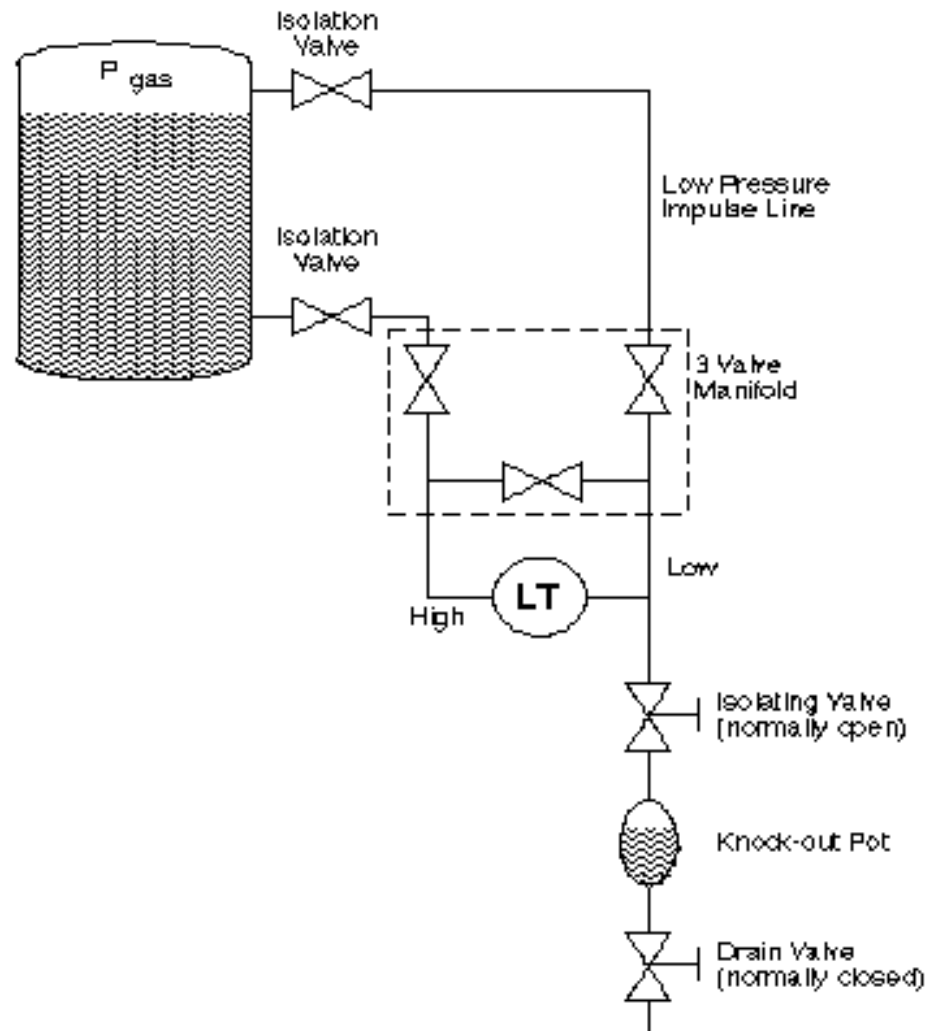 Isolation
Valve
P gas
Low Pressure
Impulse Line
Isolation
Valve
3 Valve
Manifold
Low
LT
High
Isolating Valve
(normally open)
Knock-out Pot
Drain Valve
(normally closed)